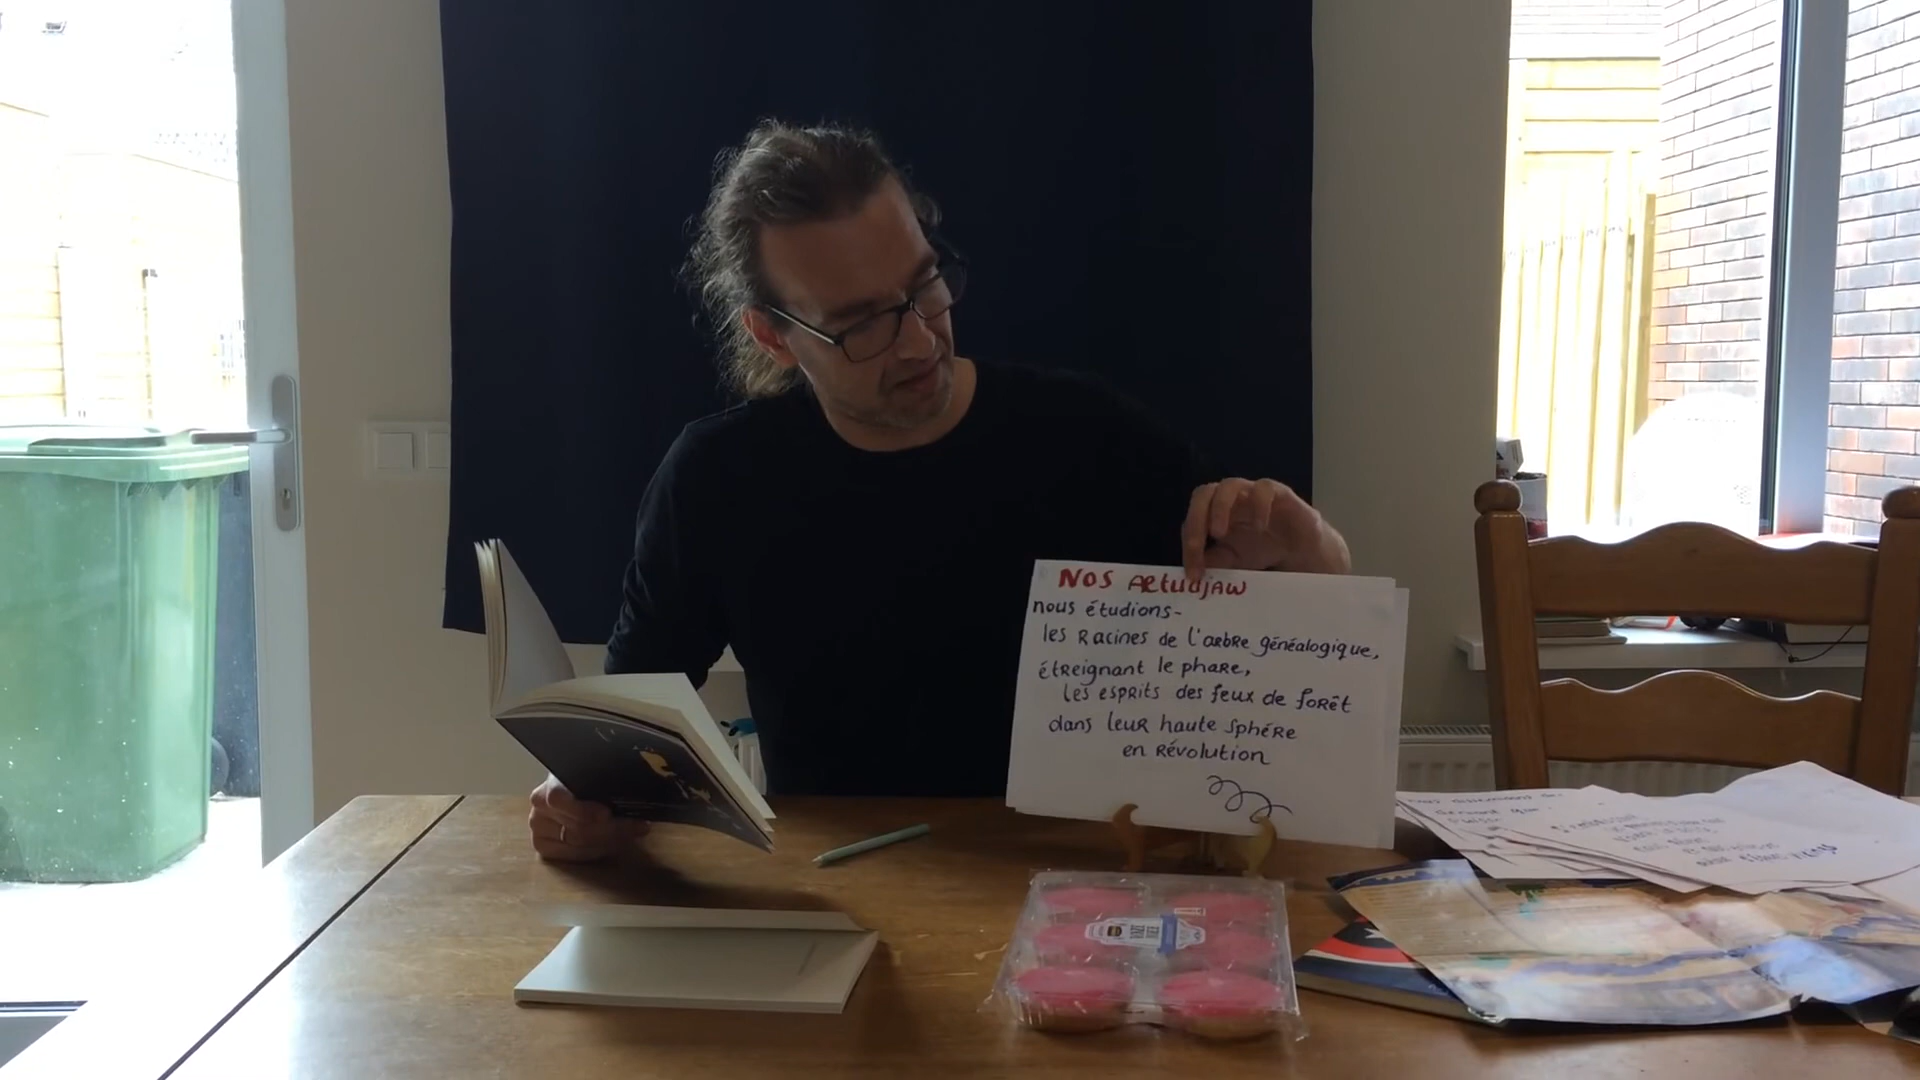 Nos Aetudjaw
nous étudions-
les Racines de l'arbre généalogique,
étreignant le phare,
les esprits des feux de forêt
dans leur haute sphére
en Révolution